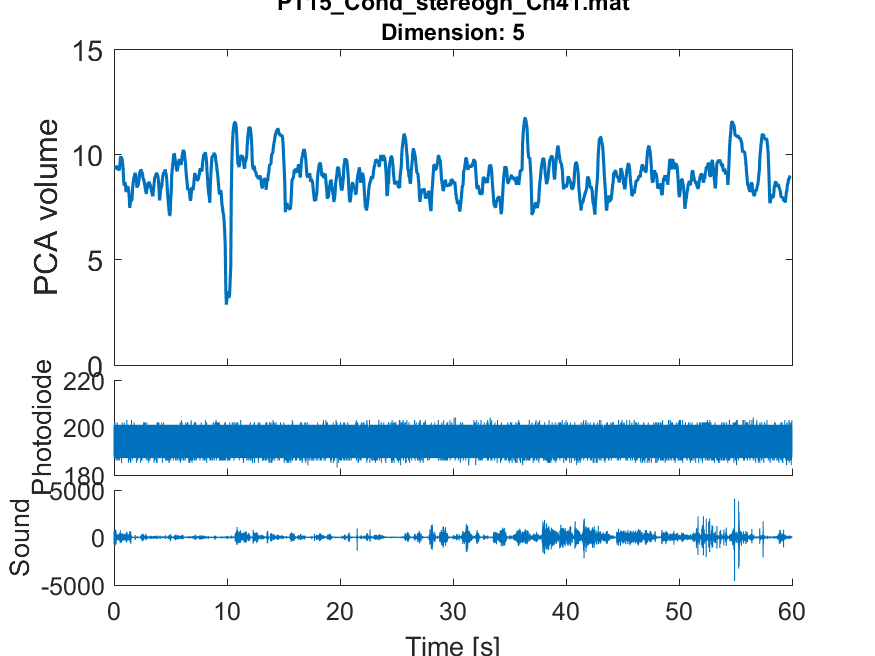 PT15_Cond_stereogn_Ch41.mat
Dimension: 5
15
10
5
0
PCA volume
220
200
180
Photodiode
5000
0
-5000
Sound
0 10 20 30 40 50 60
Time [s]